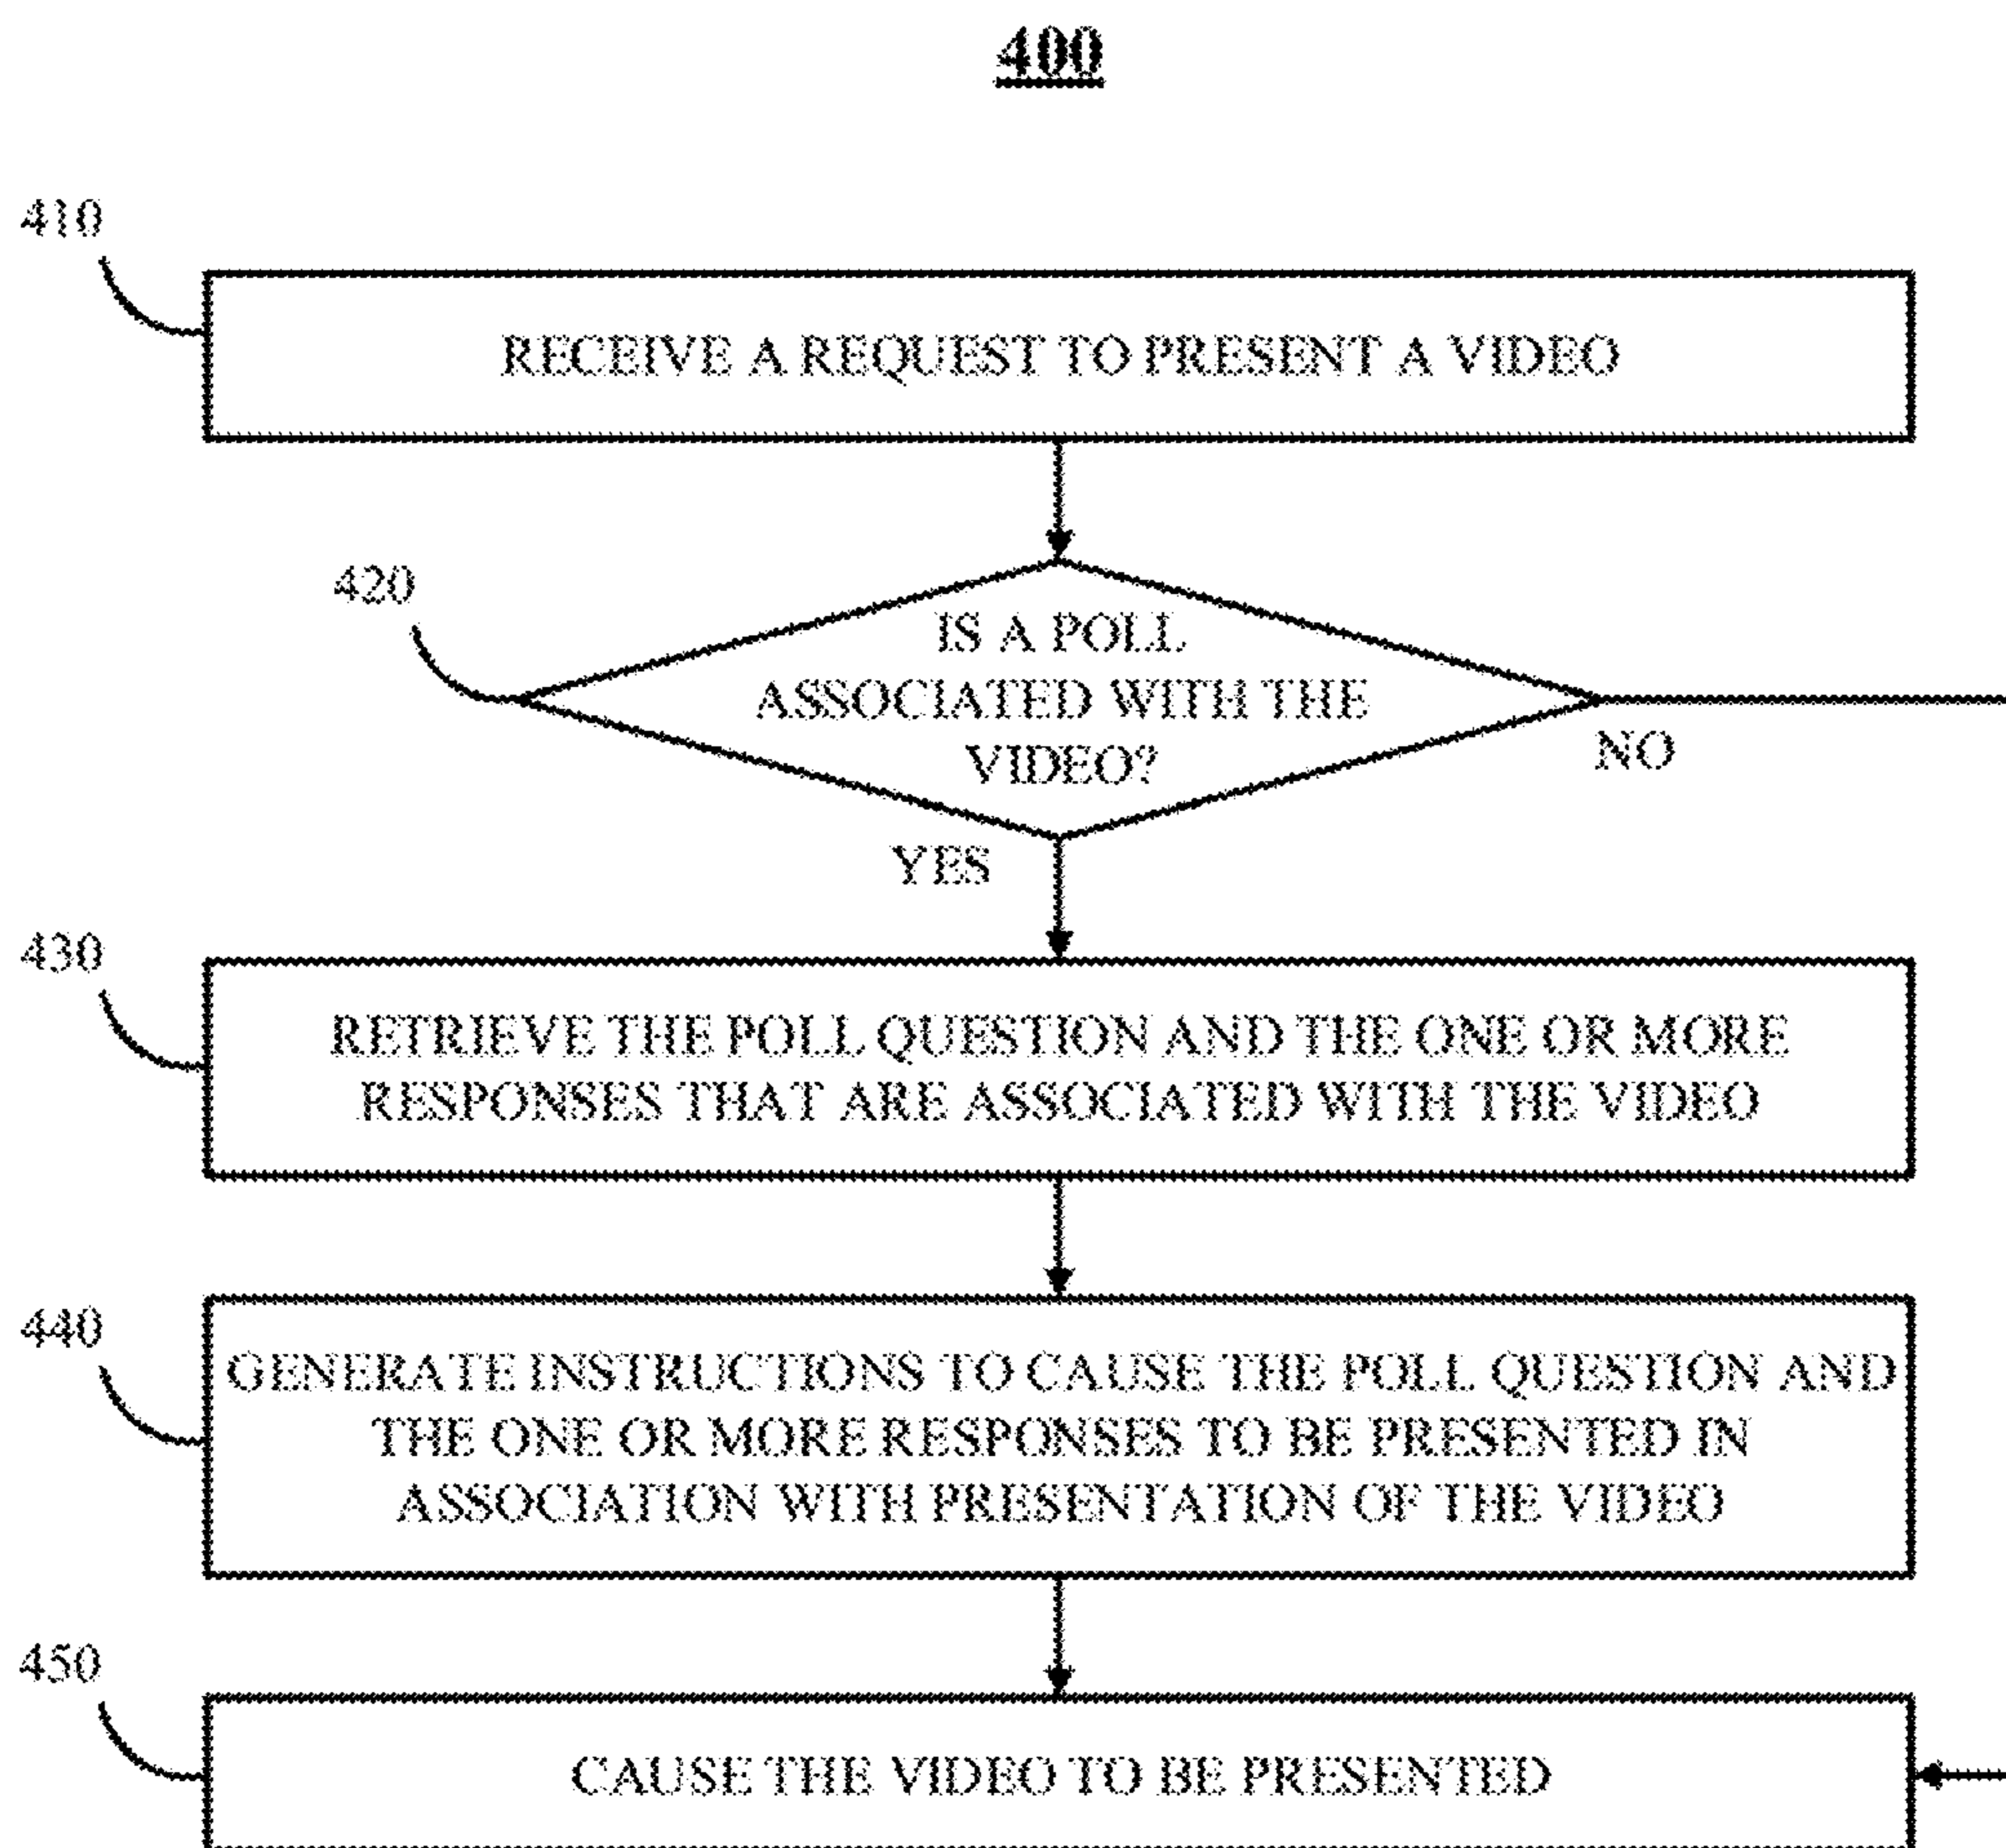 400
410
RECEIVE A REQUEST TO PRESENT A VIDEO
420
IS A POLL
ASSOCIATED WITH THE
VIDEO?
NO
YES
430
RETRIEVE THE POLL QUESTION AND THE ONE OR MORE
RESPONSES THAT ARE ASSOCIATED WITH THE VIDEO
440
GENERATE INSTRUCTIONS TO CAUSE THE POLL QUESTION AND
THE ONE OR MORE RESPONSES TO BE PRESENTED IN
ASSOCIATION WITH PRESENTATION OF THE VIDEO
450
CAUSE THE VIDEO TO BE PRESENTED